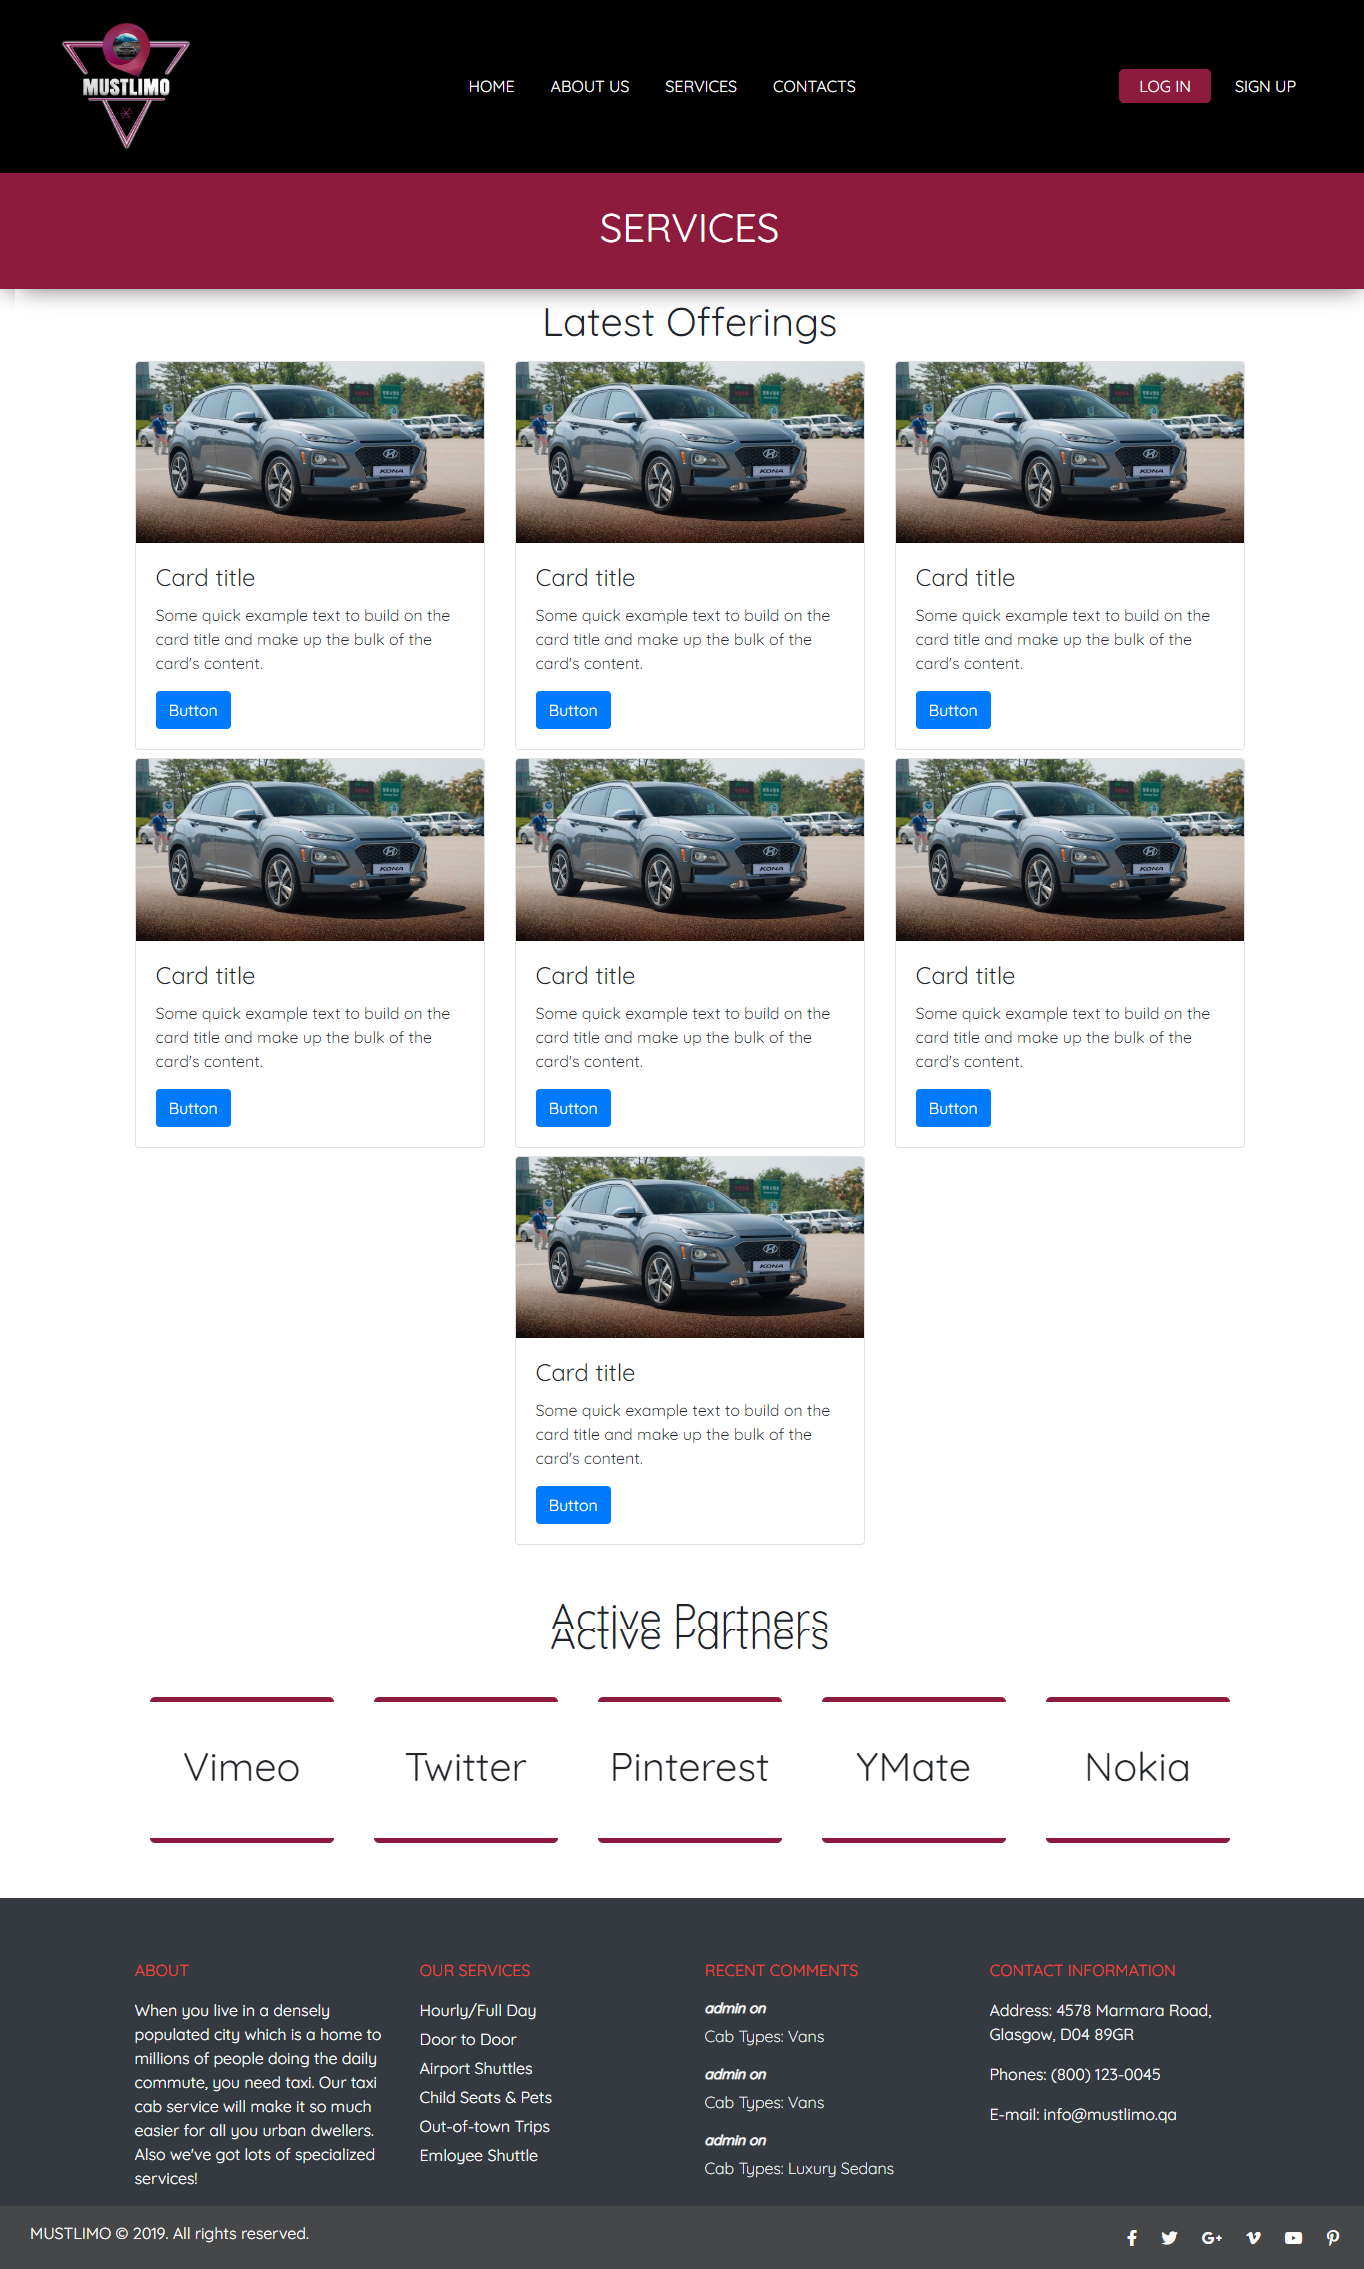 MUSTLIMO
HOME ABOUT US SERVICES CONTACTS
LOG IN SIGN UP
SERVICES
Latest Offerings
KONA
KONA
KONA
Card title
Some quick example text to build on the
card title and make up the bulk of the
card's content.
Button
Card title
Some quick example text to build on the
card title and make up the bulk of the
card's content.
Button
Card title
Some quick example text to build on the
card title and make up the bulk of the
card's content.
Button
KONA
KONA
KONA
Card title
Some quick example text to build on the
card title and make up the bulk of the
card's content.
Button
Card title
Some quick example text to build on the
card title and make up the bulk of the
card's content.
Button
Card title
Some quick example text to build on the
card title and make up the bulk of the
card's content.
Button
KONA
Card title
Some quick example text to build on the
card title and make up the bulk of the
card's content.
Button
Active Partners
Active Partners
Vimeo
Twitter
Pinterest
YMate
Nokia
ABOUT
When you live in a densely
populated city which is a home to
millions of people doing the daily
commute, you need taxi. Our taxi
cab service will make it so much
easier for all you urban dwellers.
Also we've got lots of specialized
services!
OUR SERVICES
Hourly/Full Day
Door to Door
Airport Shuttles
Child Seats & Pets
Out-of-town Trips
Emloyee Shuttle
RECENT COMMENTS
admin on
Cab Types: Vans
admin on
Cab Types: Vans
admin on
Cab Types: Luxury Sedans
CONTACT INFORMATION
Address: 4578 Marmara Road,
Glasgow, D04 89GR
Phones: (800) 123-0045
E-mail: info@mustlimo.qa
MUSTLIMO © 2019. All rights reserved.